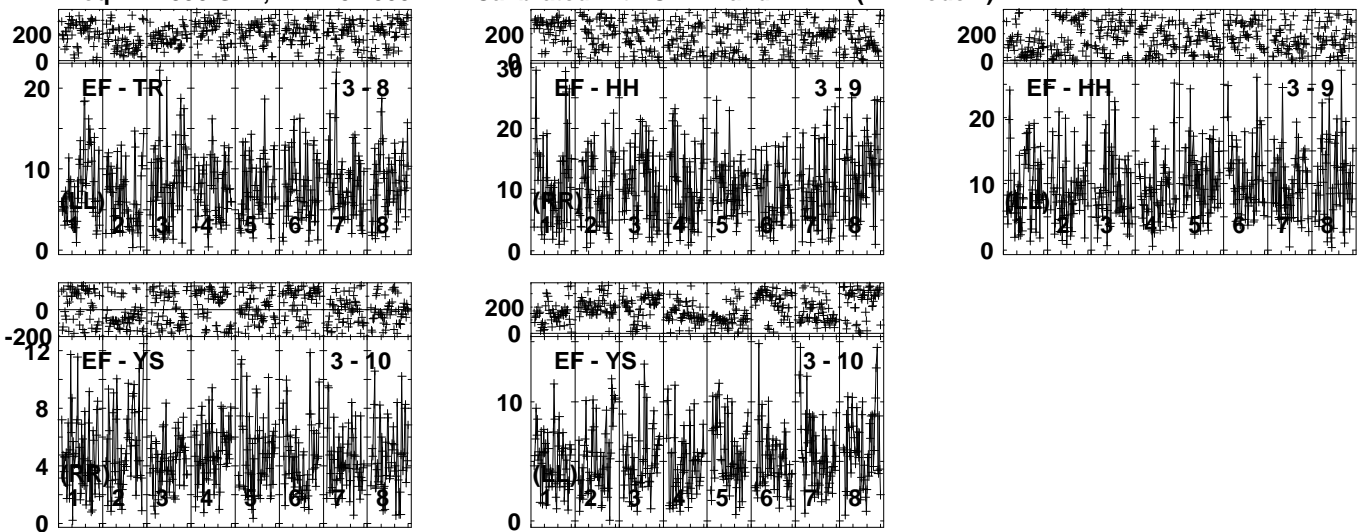 200 200 200
0 0 0
30
EF - TR 3 - 8 EF - HH 3 - 9 EF - HH 3 - 9
20 20 20
10 10 10
(LL) (RR) (LL)
1 2 3 4 5 6 7 8 1 2 3 4 5 6 7 8 1 2 3 4 5 6 7 8
0 0 0
0 200
-200 0
12
EF - YS 3 - 10 EF - YS 3 - 10
8 10
4
(RR) (LL)
1 2 3 4 5 6 7 8 1 2 3 4 5 6 7 8
0 0